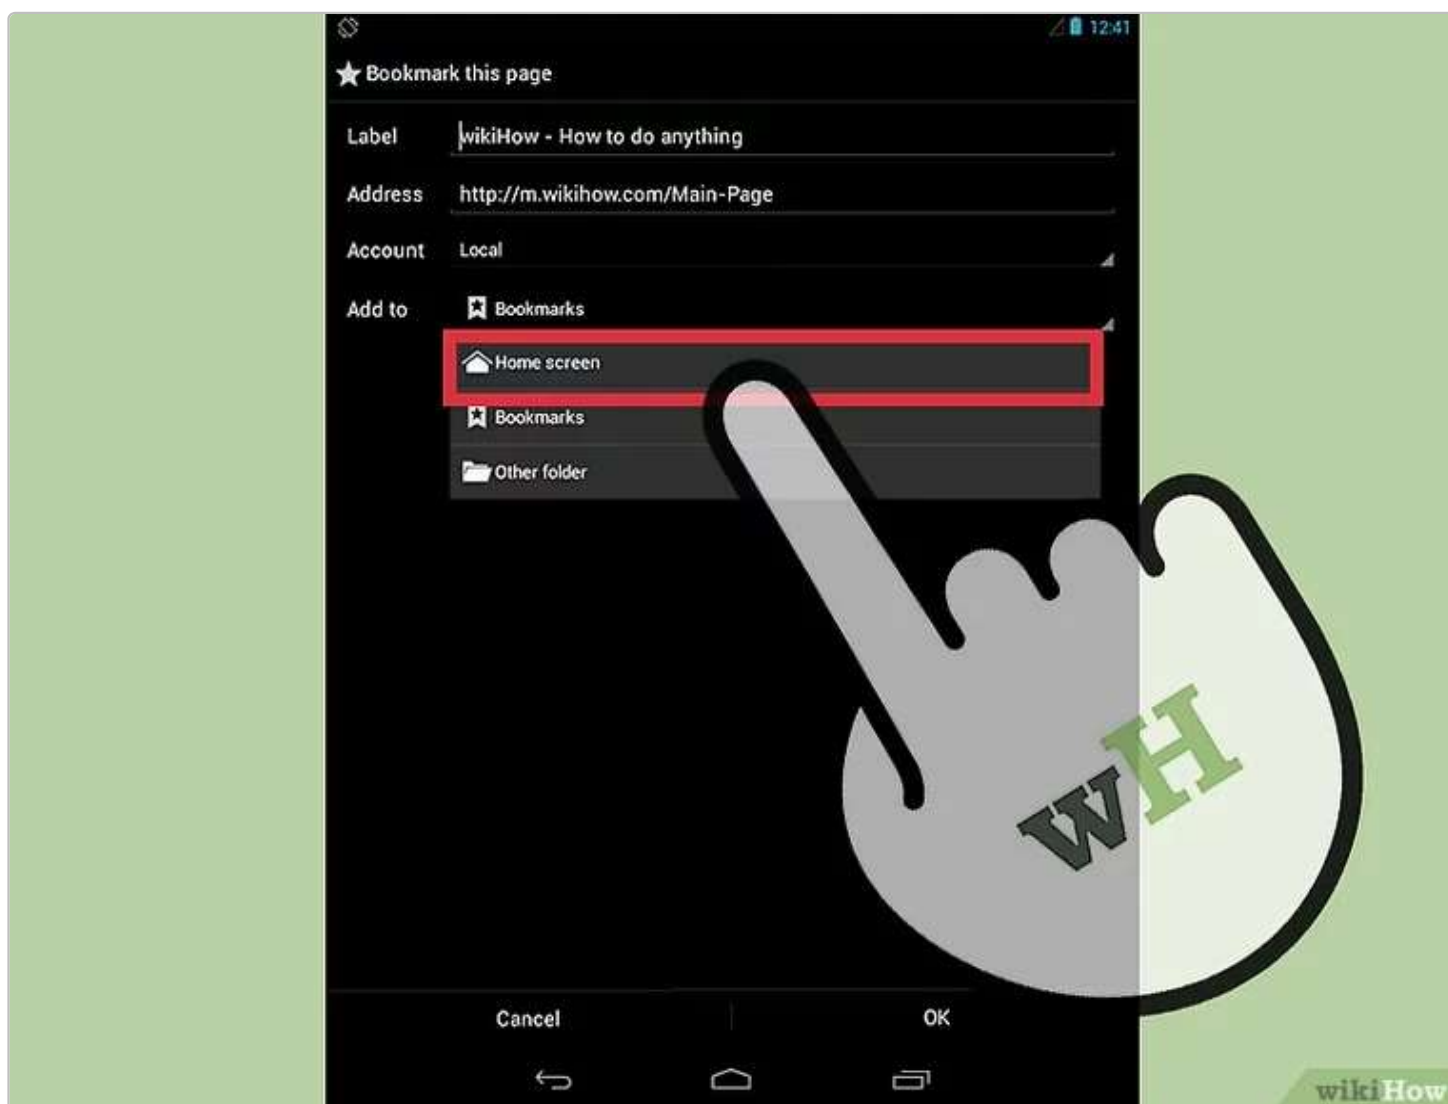 12:41
Bookmark this page
Label wikiHow - How to do anything
Address http://m.wikihow.com/Main-Page
Account Local
Add to Bookmarks
Home screen
Bookmarks
Other folder
wH
Cancel OK
wikiHow